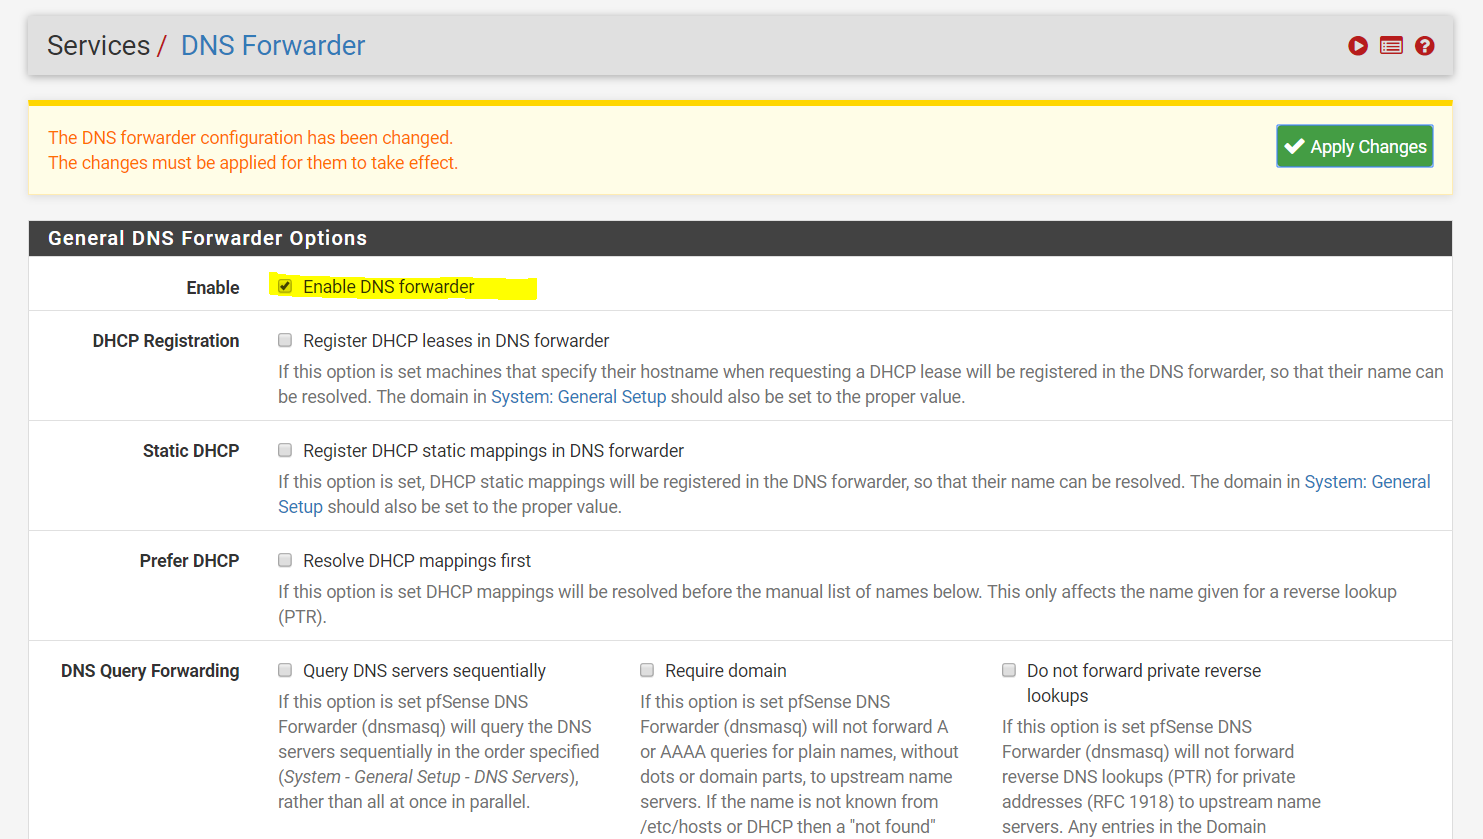 Services / DNS Forwarder
The DNS forwarder configuration has been changed.
The changes must be applied for them to take effect.
Apply Changes
General DNS Forwarder Options
Enable
Enable DNS forwarder
DHCP Registration
Register DHCP leases in DNS forwarder
If this option is set machines that specify their hostname when requesting a DHCP lease will be registered in the DNS forwarder, so that their name can
be resolved. The domain in System: General Setup should also be set to the proper value.
Static DHCP
Register DHCP static mappings in DNS forwarder
If this option is set, DHCP static mappings will be registered in the DNS forwarder, so that their name can be resolved. The domain in System: General
Setup should also be set to the proper value.
Prefer DHCP
Resolve DHCP mappings first
If this option is set DHCP mappings will be resolved before the manual list of names below. This only affects the name given for a reverse lookup
(PTR).
DNS Query Forwarding
Query DNS servers sequentially
If this option is set pfSense DNS
Forwarder (dnsmasq) will query the DNS
servers sequentially in the order specified
(System - General Setup - DNS Servers),
rather than all at once in parallel.
Require domain
If this option is set pfSense DNS
Forwarder (dnsmasq) will not forward A
or AAAA queries for plain names, without
dots or domain parts, to upstream name
servers. If the name is not known from
/etc/hosts or DHCP then a "not found"
Do not forward private reverse
lookups
If this option is set pfSense DNS
Forwarder (dnsmasq) will not forward
reverse DNS lookups (PTR) for private
addresses (RFC 1918) to upstream name
servers. Any entries in the Domain